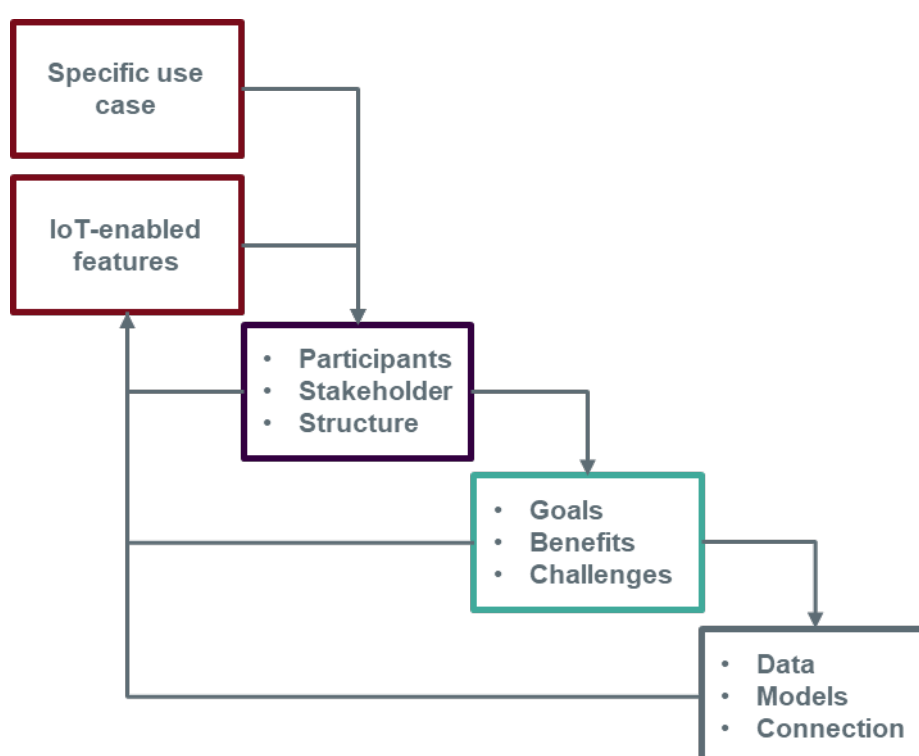 Specific use
case
IoT-enabled
features
• Participants
• Stakeholder
• Structure
• Goals
• Benefits
• Challenges
• Data
• Models
• Connection